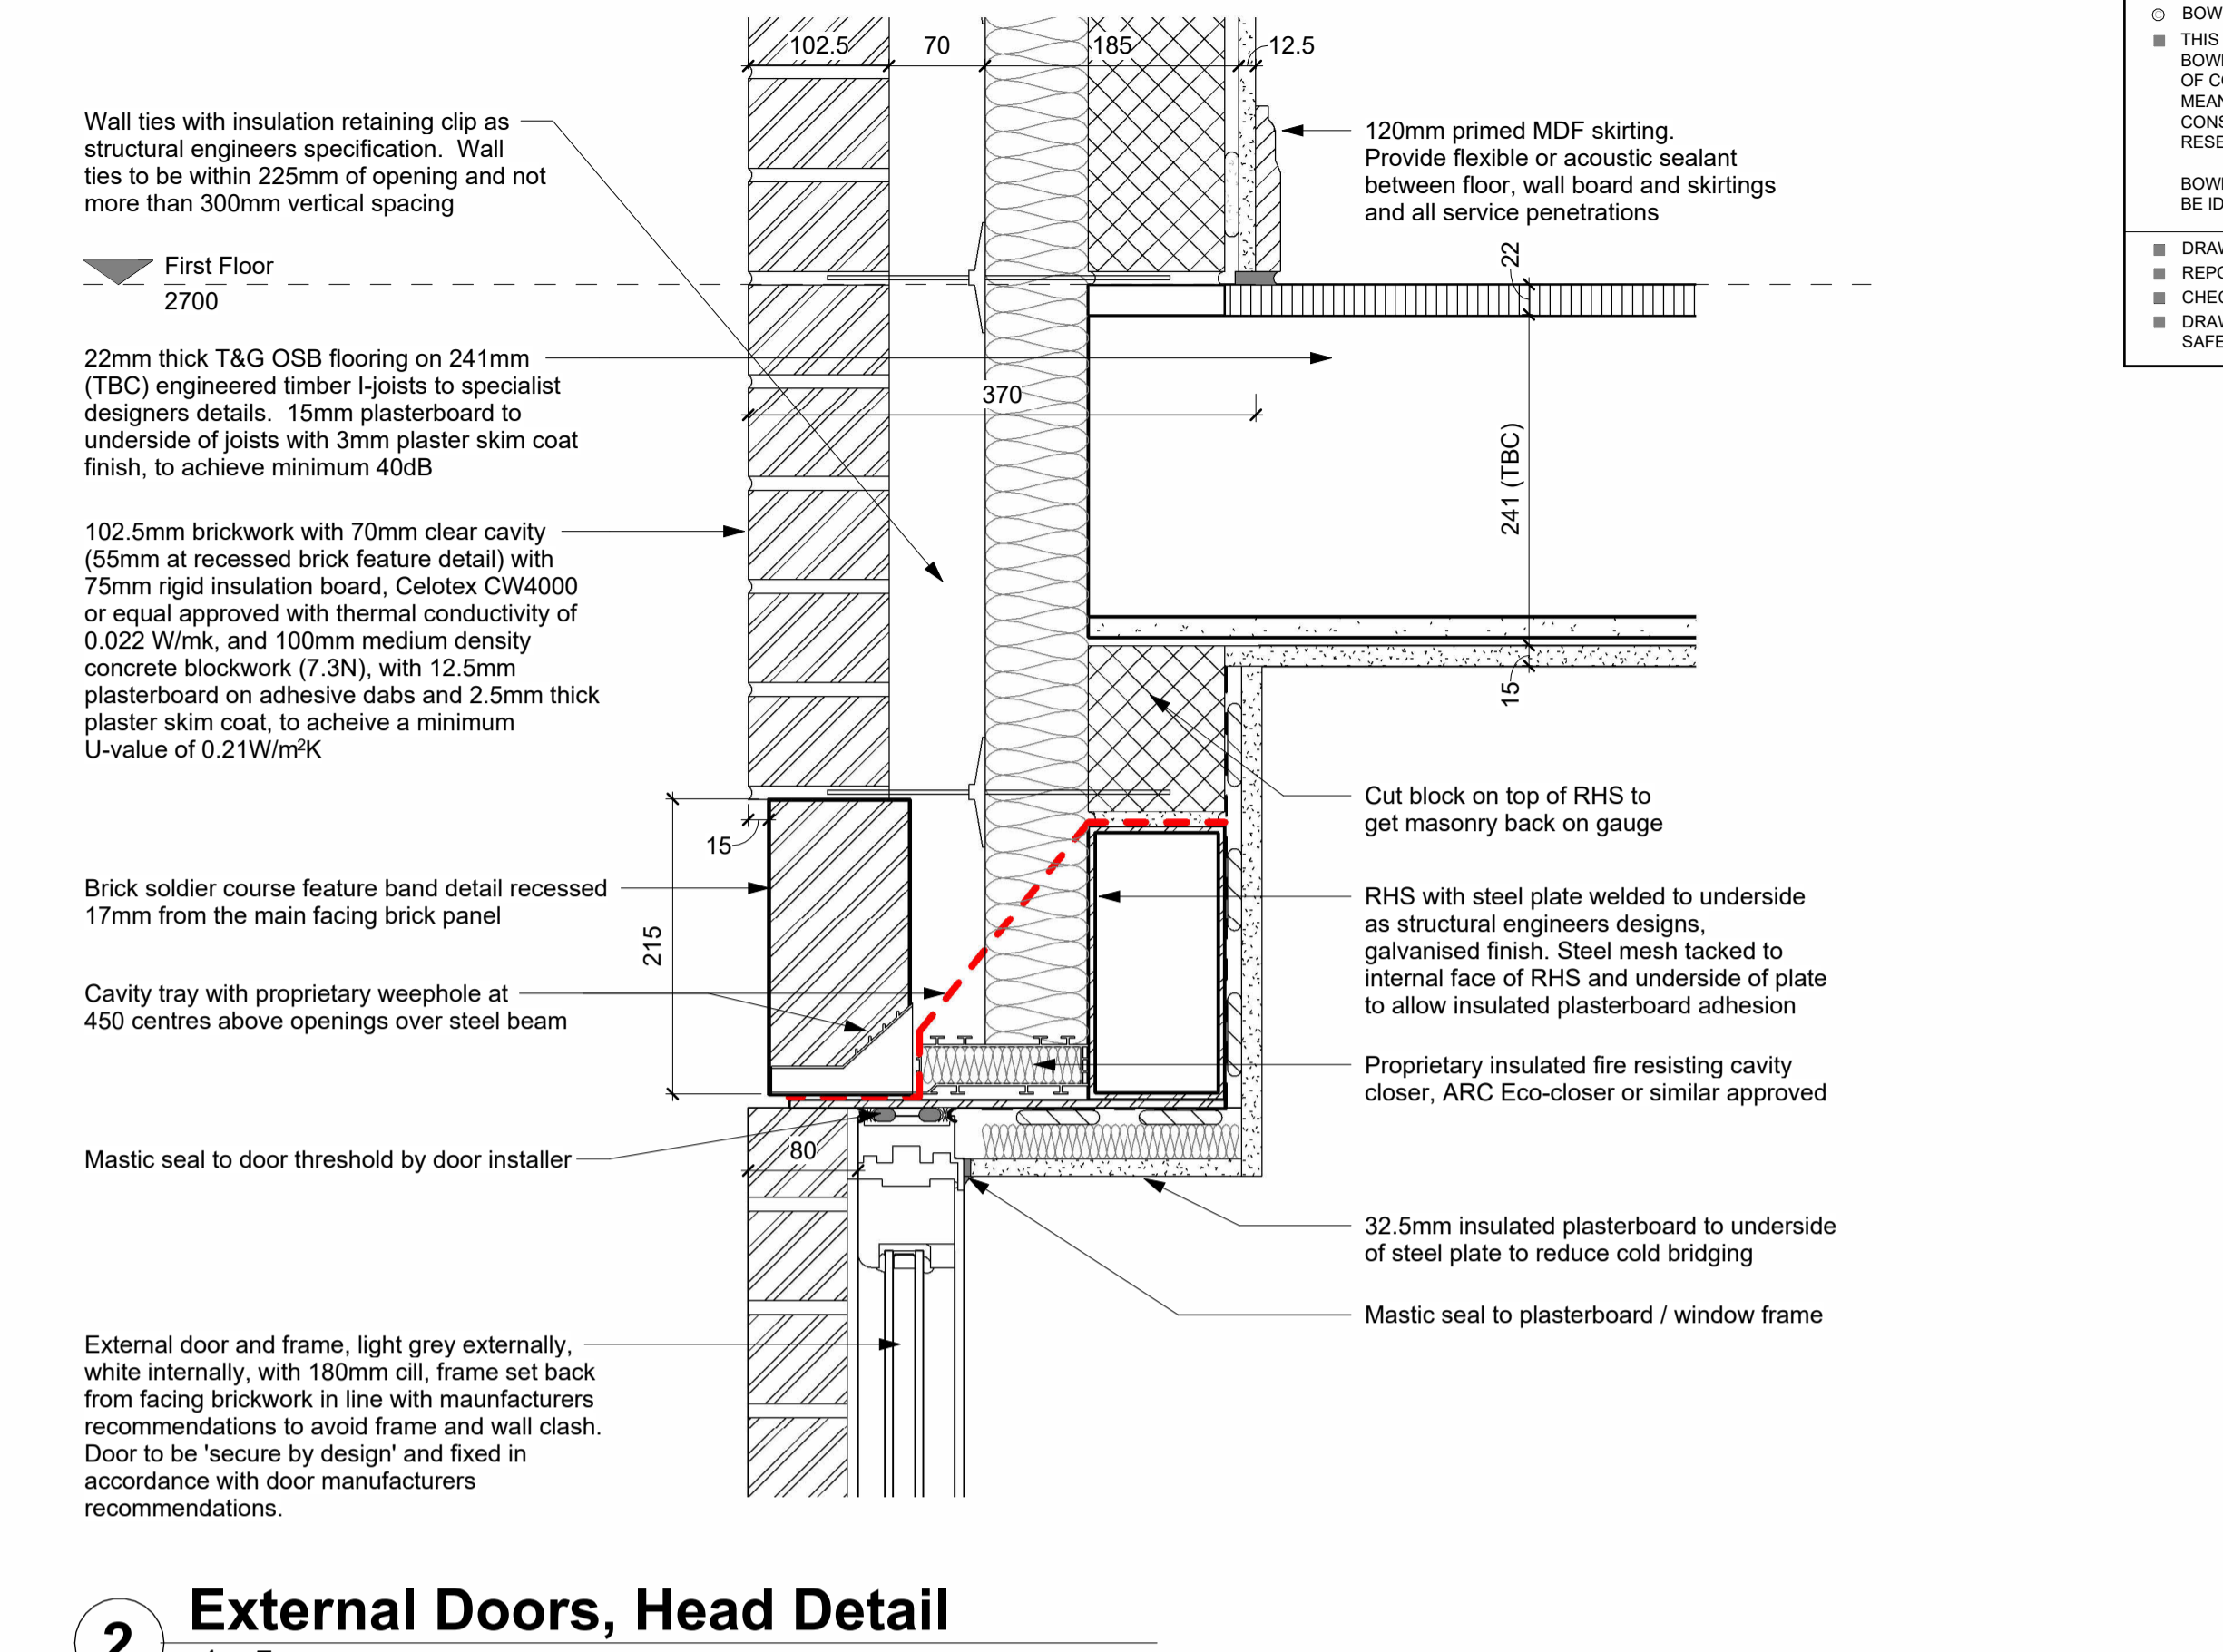 102.5
70
185
12.5
Wall ties with insulation retaining clip as
structural engineers specification.  Wall
ties to be within 225mm of opening and not
more than 300mm vertical spacing
120mm primed MDF skirting.
Provide flexible or acoustic sealant
between floor, wall board and skirtings
and all service penetrations
First Floor
2700
22
22mm thick T&G OSB flooring on 241mm
(TBC) engineered timber I-joists to specialist
designers details.  15mm plasterboard to
underside of joists with 3mm plaster skim coat
finish, to achieve minimum 40dB
370
241 (TBC)
102.5mm brickwork with 70mm clear cavity
(55mm at recessed brick feature detail) with
75mm rigid insulation board, Celotex CW4000
or equal approved with thermal conductivity of
0.022 W/mk, and 100mm medium density
concrete blockwork (7.3N), with 12.5mm
plasterboard on adhesive dabs and 2.5mm thick
plaster skim coat, to acheive a minimum
U-value of 0.21W/m²K
15
Cut block on top of RHS to
get masonry back on gauge
15
215
Brick soldier course feature band detail recessed
17mm from the main facing brick panel
RHS with steel plate welded to underside
as structural engineers designs,
galvanised finish. Steel mesh tacked to
internal face of RHS and underside of plate
to allow insulated plasterboard adhesion
Cavity tray with proprietary weephole at
450 centres above openings over steel beam
Proprietary insulated fire resisting cavity
closer, ARC Eco-closer or similar approved
Mastic seal to door threshold by door installer
80
32.5mm insulated plasterboard to underside
of steel plate to reduce cold bridging
Mastic seal to plasterboard / window frame
External door and frame, light grey externally,
white internally, with 180mm cill, frame set back
from facing brickwork in line with maunfacturers
recommendations to avoid frame and wall clash.
Door to be 'secure by design' and fixed in
accordance with door manufacturers
recommendations.
2
External Doors, Head Detail
THIS
OF